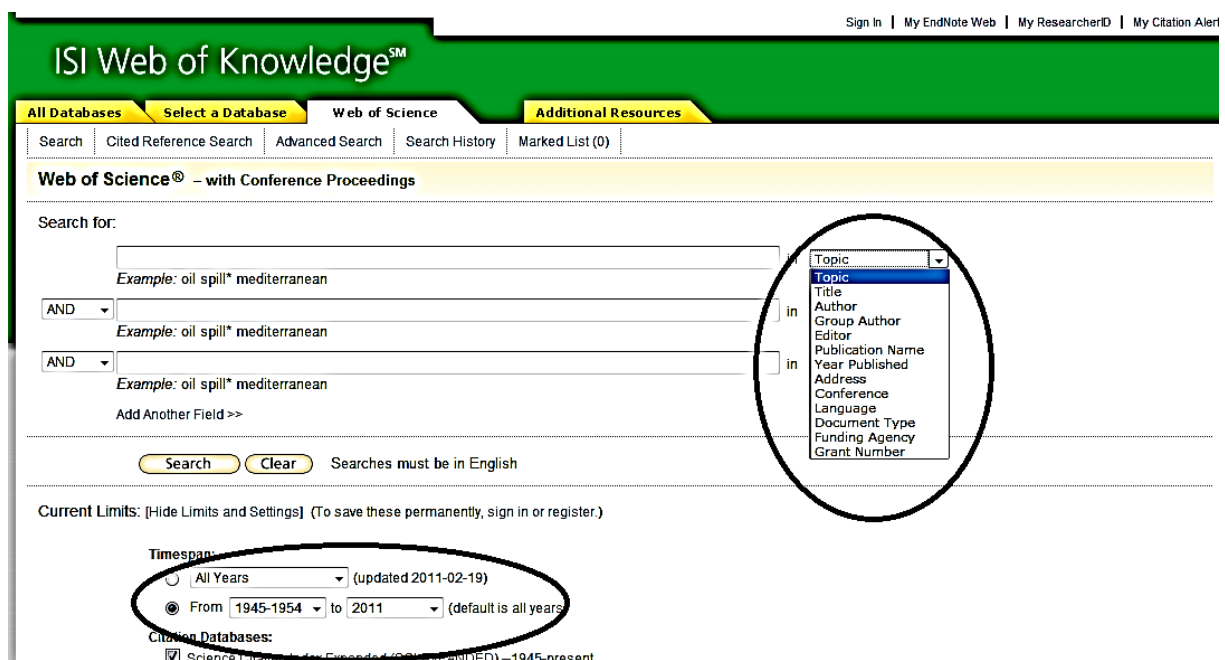 Sign In | My EndNote Web | My ResearcherID | My Citation Alert
ISI Web of Knowledge℠
All Databases Select a Database Web of Science Additional Resources
Search Cited Reference Search Advanced Search Search History Marked List (0)
Web of Science® – with Conference Proceedings
Search for:
in Topic
Example: oil spill* mediterranean
AND in
Example: oil spill* mediterranean
AND in
Example: oil spill* mediterranean
Topic
Title
Author
Group Author
Editor
Publication Name
Year Published
Address
Conference
Language
Document Type
Funding Agency
Grant Number
Add Another Field >>
Search Clear Searches must be in English
Current Limits: [Hide Limits and Settings] (To save these permanently, sign in or register.)
Timespan:
All Years (updated 2011-02-19)
From 1945-1954 to 2011 (default is all years
Citation Databases:
Science Index Expanded --1945-present